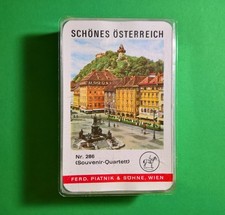 SCHÖNES ÖSTERREICH
Nr. 286
(Souvenir-Quartett)
FERD. PIATNIK & SÖHNE, WIEN